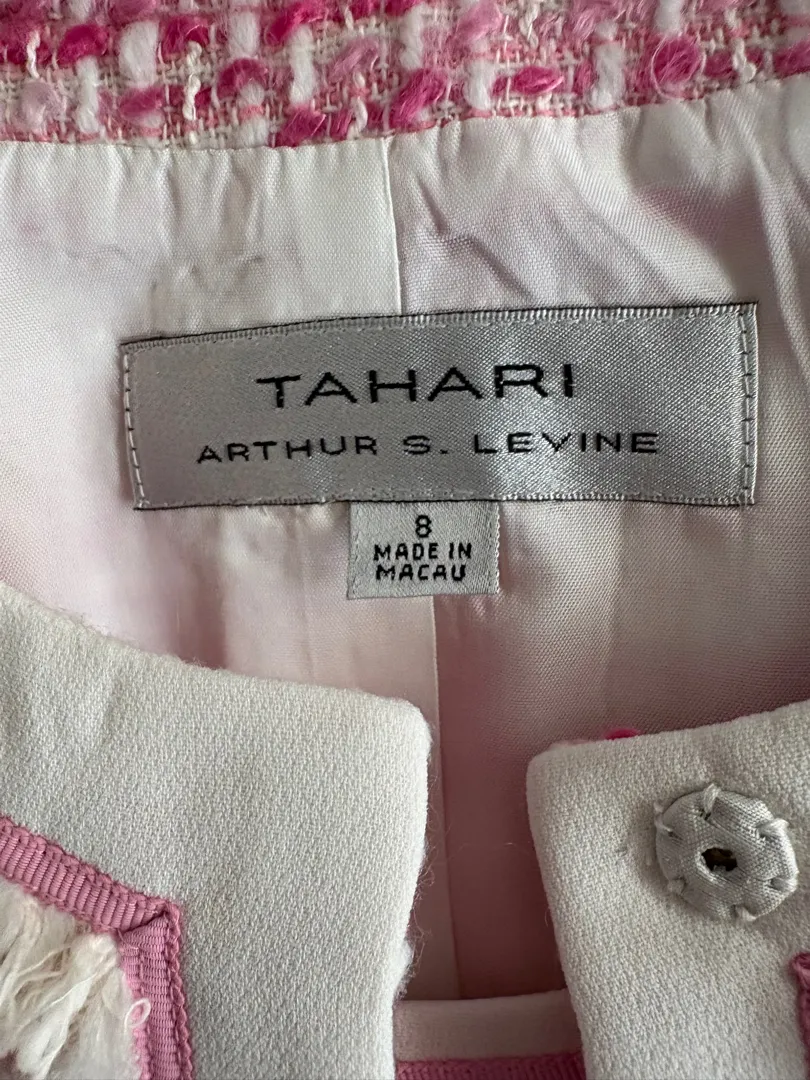 TAHARI
ARTHUR S. LEVINE
8
MADE IN
MACAU